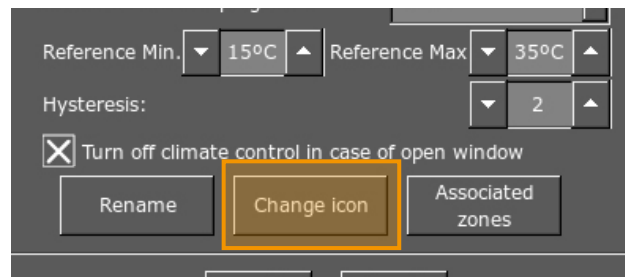 Reference Min. 15ºC Reference Max 35ºC
Hysteresis: 2
Turn off climate control in case of open window
Rename Change icon Associated zones